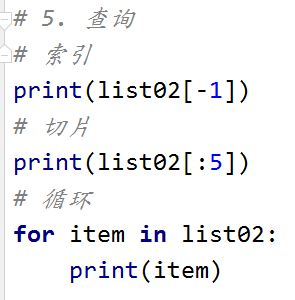 # 5. 查询
# 索引
print(list02[-1])
# 切片
print(list02[:5])
# 循环
for item in list02:
    print(item)